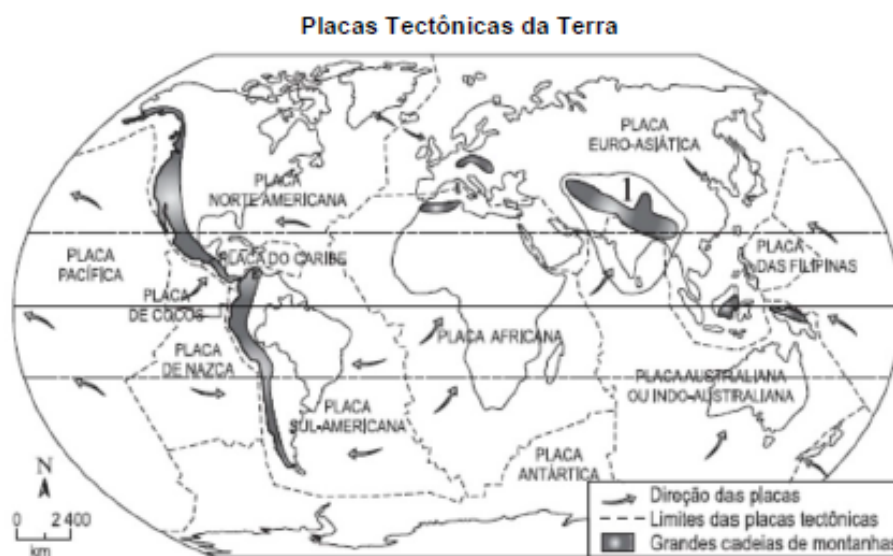 Placas Tectônicas da Terra
PLACA
EURO-ASIÁTICA
1
PLACA
NORTE AMERICANA
PLACA
PACÍFICA
PLACA DO CARIBE
PLACA
DAS FILIPINAS
PLACA
DE COCOS
PLACA AFRICANA
PLACA
DE NAZCA
PLACA AUSTRALIANA
OU INDO-AUSTRALIANA
PLACA
SUL-AMERICANA
PLACA
ANTÁRTICA
N
0 2 400
km
Direção das placas
Limites das placas tectônicas
Grandes cadeias de montanhas